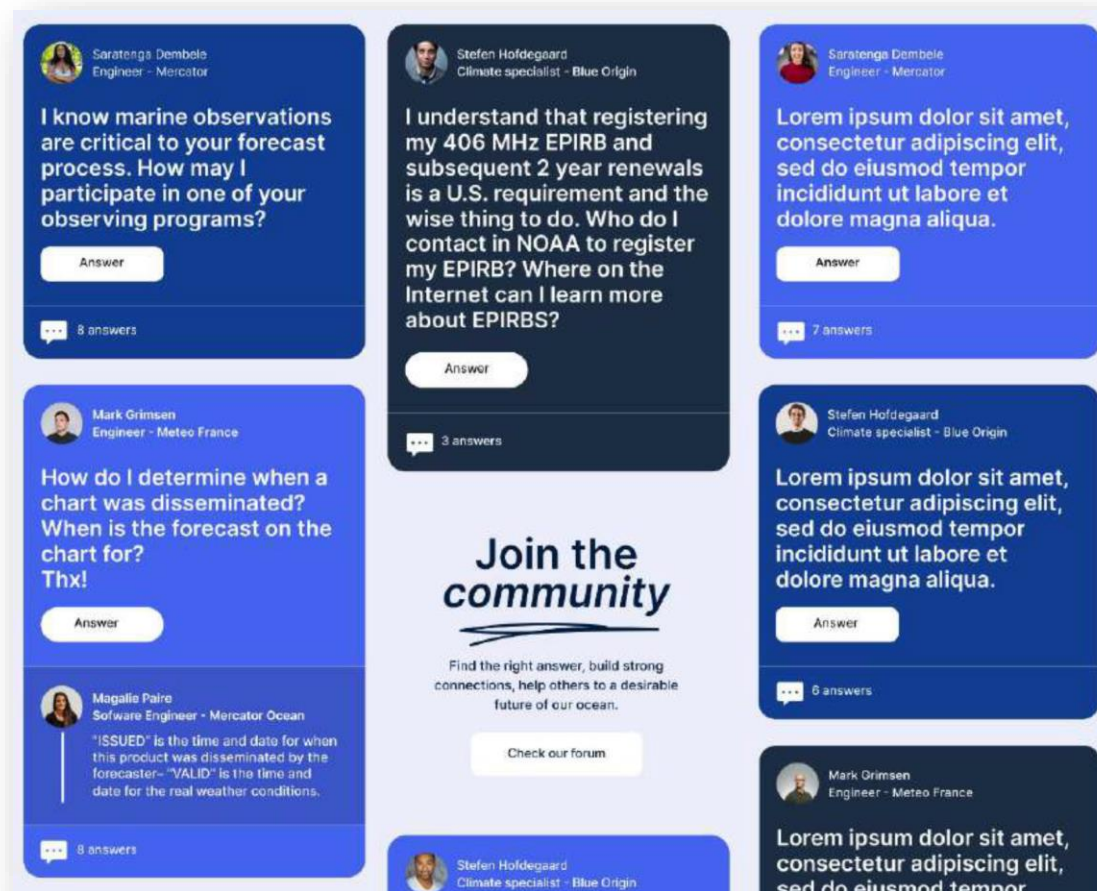 Saratenga Dembele
Engineer - Mercator
I know marine observations
are critical to your forecast
process. How may I
participate in one of your
observing programs?
Answer
8 answers
Mark Grimsen
Engineer - Meteo France
How do I determine when a
chart was disseminated?
When is the forecast on the
chart for?
Thx!
Answer
Magalie Paire
Sofware Engineer - Mercator Ocean
"ISSUED" is the time and date for when
this product was disseminated by the
forecaster– "VALID" is the time and
date for the real weather conditions.
8 answers
Stefen Hofdegaard
Climate specialist - Blue Origin
I understand that registering
my 406 MHz EPIRB and
subsequent 2 year renewals
is a U.S. requirement and the
wise thing to do. Who do I
contact in NOAA to register
my EPIRB? Where on the
Internet can I learn more
about EPIRBS?
Answer
3 answers
Join the
community
Find the right answer, build strong
connections, help others to a desirable
future of our ocean.
Check our forum
Stefen Hofdegaard
Climate specialist - Blue Origin
Saratenga Dembele
Engineer - Mercator
Lorem ipsum dolor sit amet,
consectetur adipiscing elit,
sed do eiusmod tempor
incididunt ut labore et
dolore magna aliqua.
Answer
7 answers
Stefen Hofdegaard
Climate specialist - Blue Origin
Lorem ipsum dolor sit amet,
consectetur adipiscing elit,
sed do eiusmod tempor
incididunt ut labore et
dolore magna aliqua.
Answer
6 answers
Mark Grimsen
Engineer - Meteo France
Lorem ipsum dolor sit amet,
consectetur adipiscing elit,
sed do eiusmod tempor